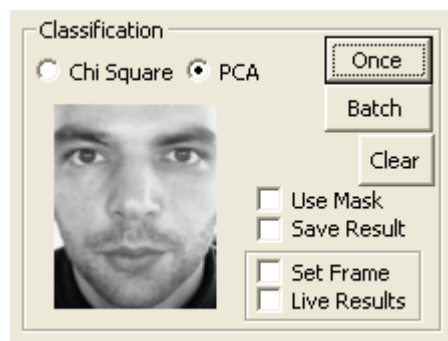 Classification
Chi Square PCA
Once
Batch
Clear
Use Mask
Save Result
Set Frame
Live Results